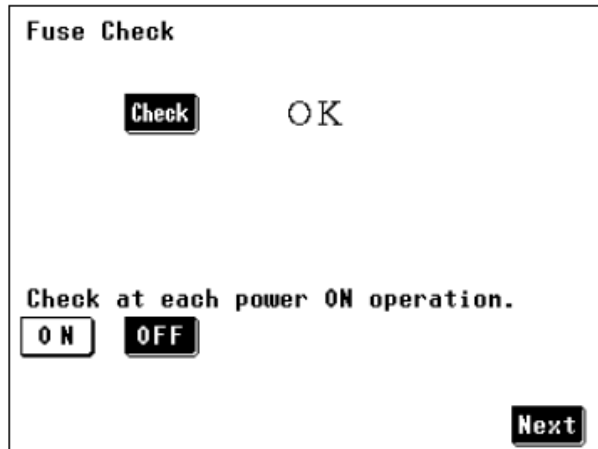 Fuse Check
Check OK
Check at each power ON operation.
ON OFF
Next